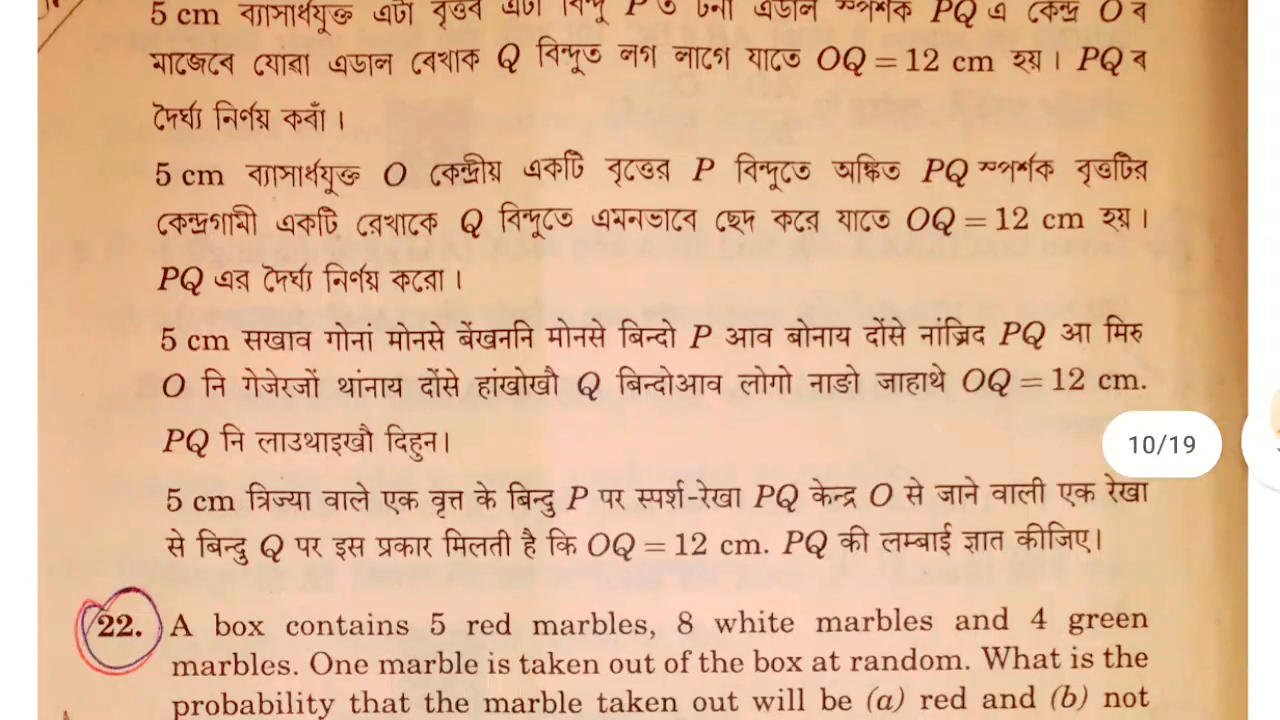 5 cm ব্যাসাৰ্ধযুক্ত এটা বৃত্তৰ এটা বিন্দু P ত টনা এডাল স্পৰ্শক PQ এ কেন্দ্ৰ O ৰ
মাজেৰে যোৱা এডাল ৰেখাক Q বিন্দুত লগ লাগে যাতে OQ = 12 cm হয়। PQ ৰ
দৈৰ্ঘ্য নিৰ্ণয় কৰাঁ।
5 cm ব্যাসার্ধযুক্ত O কেন্দ্রীয় একটি বৃত্তের P বিন্দুতে অঙ্কিত PQ স্পর্শক বৃত্তটির
কেন্দ্রগামী একটি রেখাকে Q বিন্দুতে এমনভাবে ছেদ করে যাতে OQ = 12 cm হয়।
PQ এর দৈর্ঘ্য নির্ণয় করো।
5 cm सखाव गोनां मोनसे बेंखननि मोनसे बिन्दो P आव बोनाय दोंसे नांज्रिद PQ आ मिरु
O नि गेजेरजों थांनाय दोंसे हांखोखौ Q बिन्दोआव लोगो नाङो जाहाथे OQ = 12 cm.
PQ नि लाउथाइखौ दिहुन।
10/19
5 cm त्रिज्या वाले एक वृत्त के बिन्दु P पर स्पर्श-रेखा PQ केन्द्र O से जाने वाली एक रेखा
से बिन्दु Q पर इस प्रकार मिलती है कि OQ = 12 cm. PQ की लम्बाई ज्ञात कीजिए।
22. A box contains 5 red marbles, 8 white marbles and 4 green
marbles. One marble is taken out of the box at random. What is the
probability that the marble taken out will be (a) red and (b) not